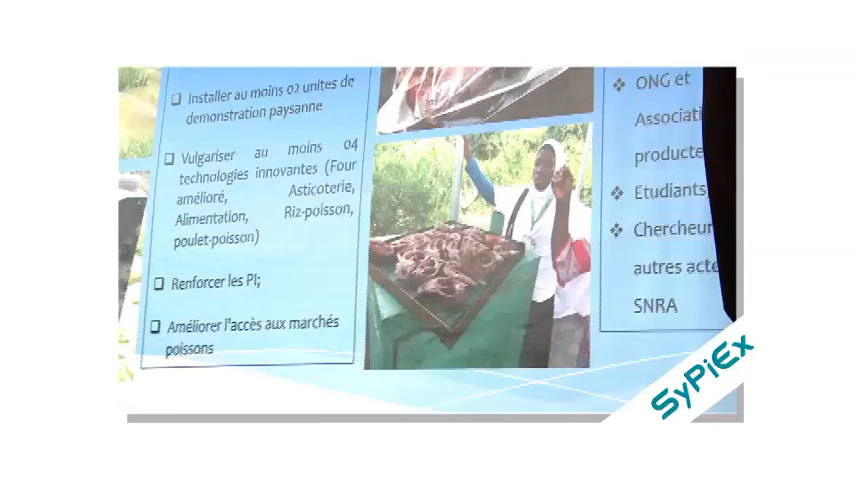 Installer au moins 02 unites de
demonstration paysanne
Vulgariser au moins 04
technologies innovantes (Four
amélioré, Asticoterie,
Alimentation, Riz-poisson,
poulet-poisson)
Renforcer les PI;
Améliorer l'accès aux marchés
poissons
ONG et
Associati
producte
Etudiants,
Chercheur
autres acte
SNRA
SyPiEx